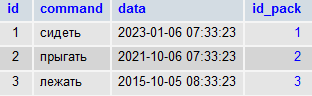 id command data id_pack
1 сидеть 2023-01-06 07:33:23 1
2 прыгать 2021-10-06 07:33:23 2
3 лежать 2015-10-05 08:33:23 3